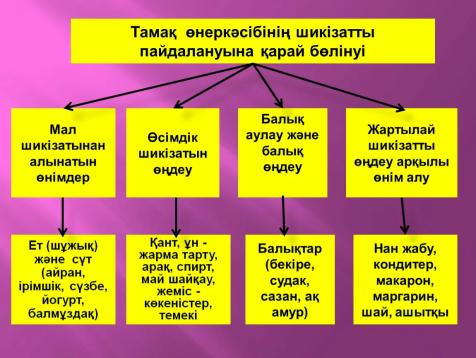 Тамақ өнеркәсібінің шикізатты
пайдалануына қарай бөлінуі
Мал
шикізатынан
алынатын
өнімдер
Өсімдік
шикізатын
өңдеу
Балық
аулау және
балық
өңдеу
Жартылай
шикізатты
өңдеу арқылы
өнім алу
Ет (шұжық)
және сүт
(айран,
ірімшік, сүзбе,
йогурт,
балмұздақ)
Қант, ұн -
жарма тарту,
арақ, спирт,
май шайқау,
жеміс -
көкеністер,
темекі
Балықтар
(бекіре,
судак,
сазан, ақ
амур)
Нан жабу,
кондитер,
макарон,
маргарин,
шай, ашытқы